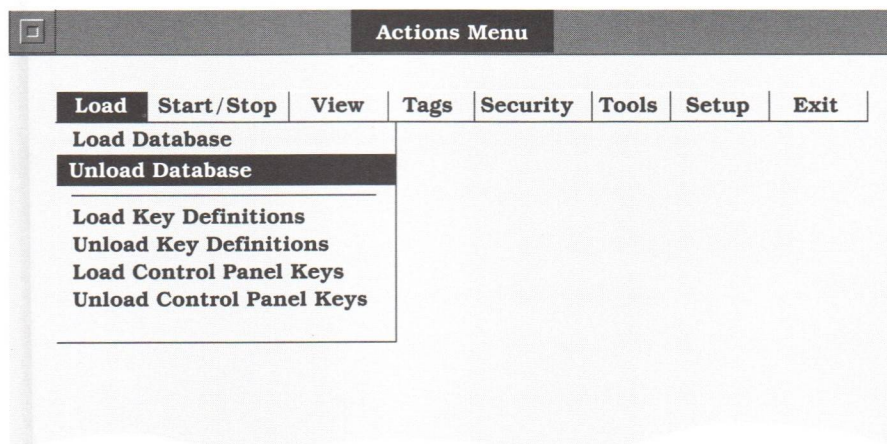 Actions Menu
Load Start/Stop View Tags Security Tools Setup Exit
Load Database
Unload Database
Load Key Definitions
Unload Key Definitions
Load Control Panel Keys
Unload Control Panel Keys